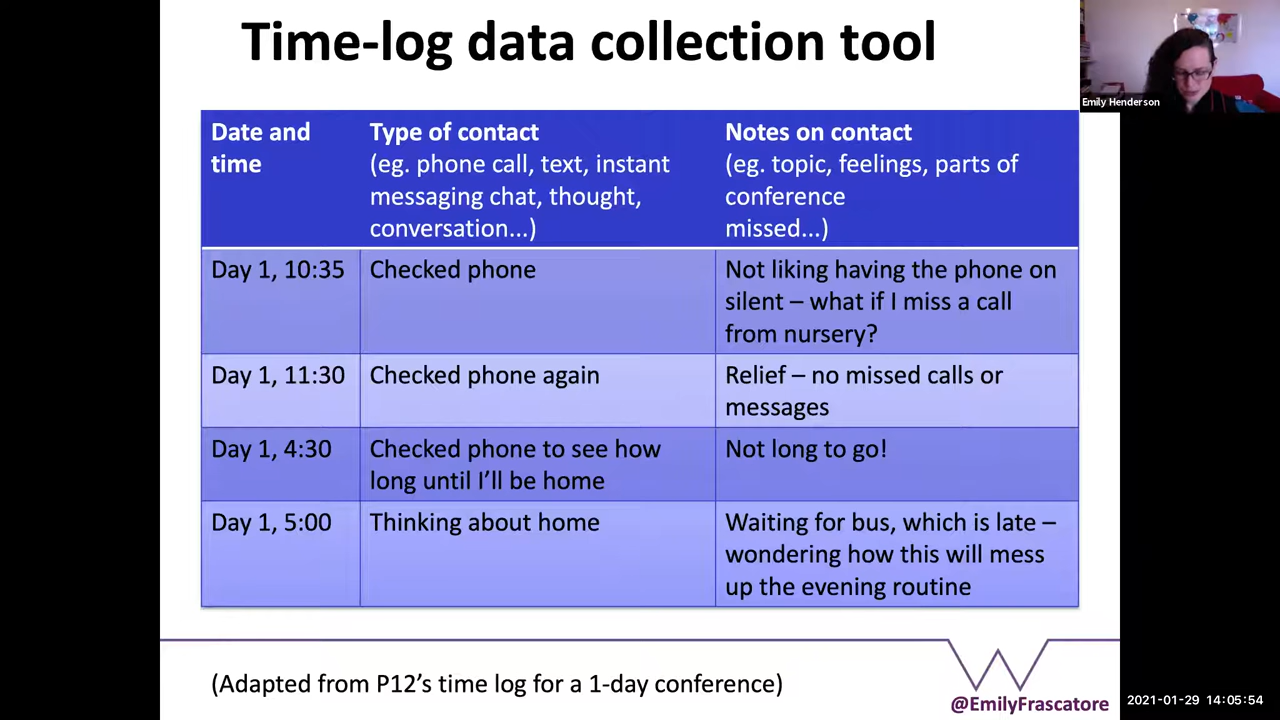 Time-log data collection tool
Emily Henderson
Date and
time
Type of contact
(eg. phone call, text, instant
messaging chat, thought,
conversation...)
Notes on contact
(eg. topic, feelings, parts of
conference
missed...)
Day 1, 10:35
Checked phone
Not liking having the phone on
silent – what if I miss a call
from nursery?
Day 1, 11:30
Checked phone again
Relief – no missed calls or
messages
Day 1, 4:30
Checked phone to see how
long until I’ll be home
Not long to go!
Day 1, 5:00
Thinking about home
Waiting for bus, which is late –
wondering how this will mess
up the evening routine
(Adapted from P12’s time log for a 1-day conference)
@EmilyFrascatore
2021-01-29 14:05:54